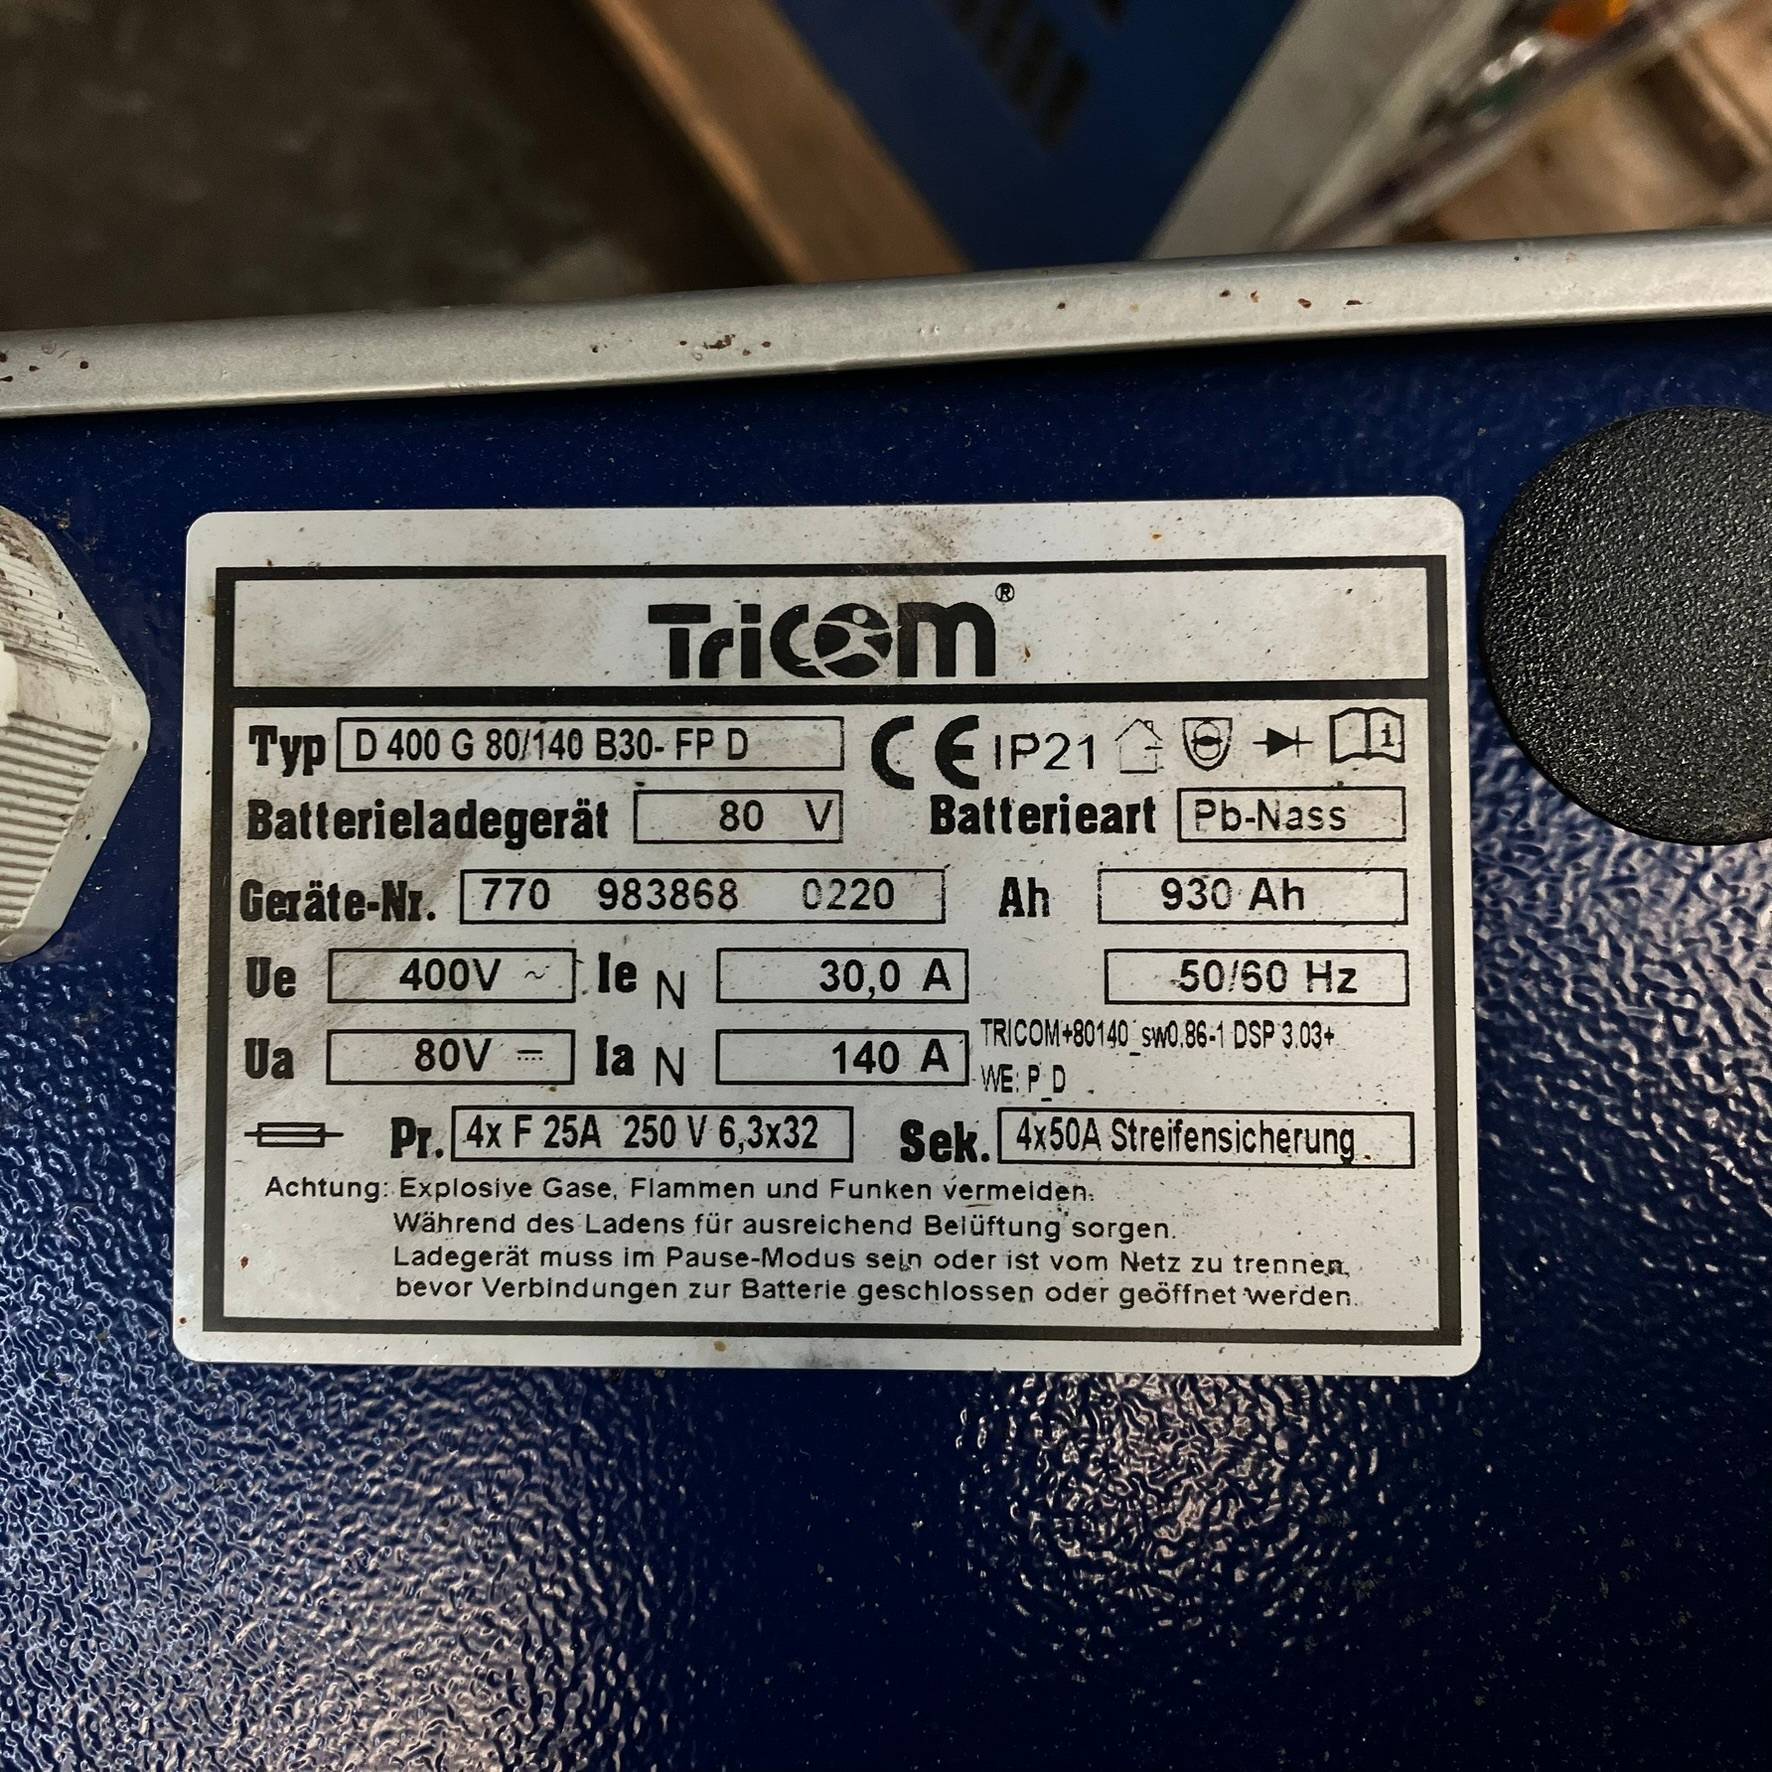 TriCOM®
Typ D 400 G 80/140 B30- FP D CE IP21 i
Batterieladegerät 80 V Batterieart Pb-Nass
Geräte-Nr. 770 983868 0220 Ah 930 Ah
Ue 400V ~ Ie N 30,0 A 50/60 Hz
Ua 80V ⎓ Ia N 140 A TRICOM+80140_sw0.86-1 DSP 3.03+
WE: P_D
Pr. 4x F 25A 250 V 6,3x32 Sek. 4x50A Streifensicherung
Achtung: Explosive Gase, Flammen und Funken vermeiden.
Während des Ladens für ausreichend Belüftung sorgen.
Ladegerät muss im Pause-Modus sein oder ist vom Netz zu trennen,
bevor Verbindungen zur Batterie geschlossen oder geöffnet werden.